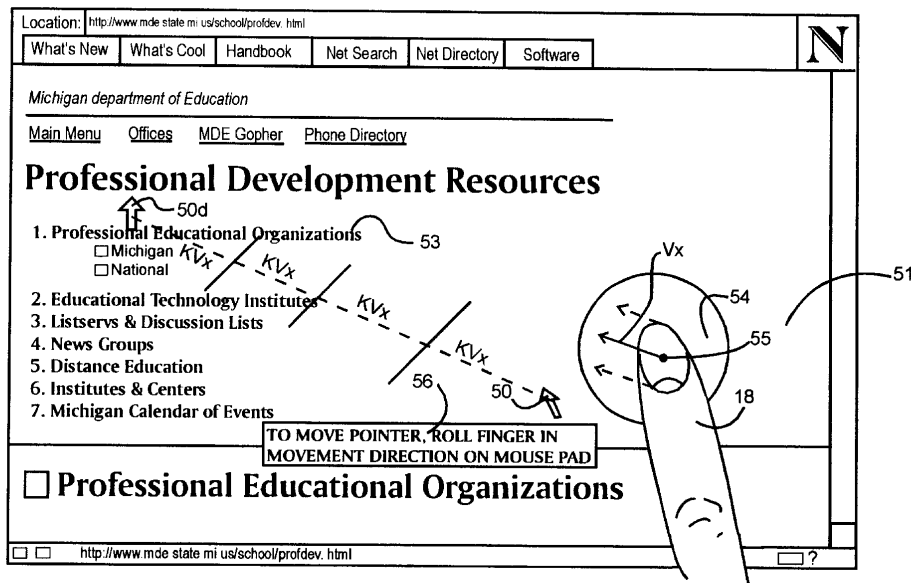 Location: http://www mde state mi us/school/profdev. html
What's New What's Cool Handbook Net Search Net Directory Software
N
Michigan department of Education
Main Menu Offices MDE Gopher Phone Directory
Professional Development Resources
50d
1. Professional Educational Organizations
53
Michigan
National
KVx
KVx
KVx
KVx
Vx
51
54
55
2. Educational Technology Institutes
3. Listservs & Discussion Lists
4. News Groups
5. Distance Education
6. Institutes & Centers
7. Michigan Calendar of Events
56
50
18
TO MOVE POINTER, ROLL FINGER IN
MOVEMENT DIRECTION ON MOUSE PAD
Professional Educational Organizations
http://www mde state mi us/school/profdev. html
?